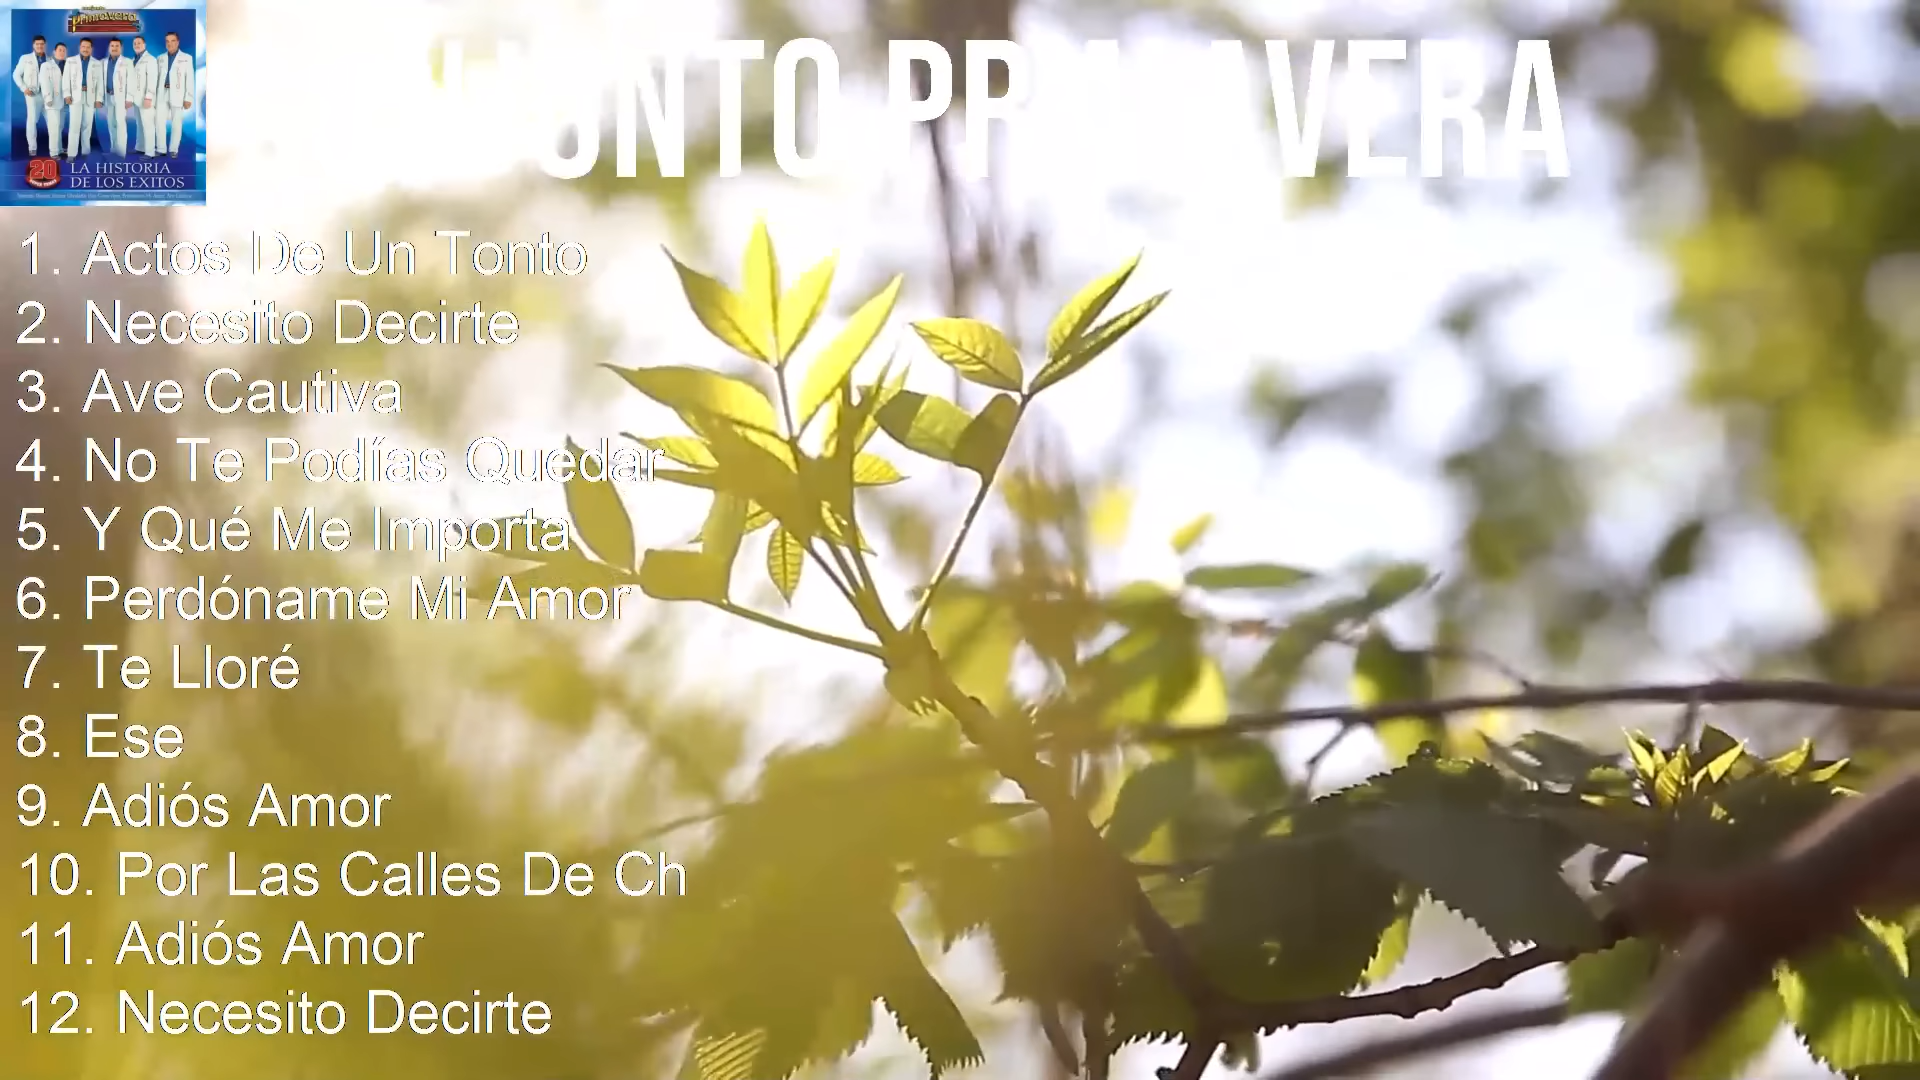 PRIMAVERA
20
LA HISTORIA
DE LOS EXITOS
1. Actos De Un Tonto
2. Necesito Decirte
3. Ave Cautiva
4. No Te Podías Quedar
5. Y Qué Me Importa
6. Perdóname Mi Amor
7. Te Lloré
8. Ese
9. Adiós Amor
10. Por Las Calles De Ch
11. Adiós Amor
12. Necesito Decirte